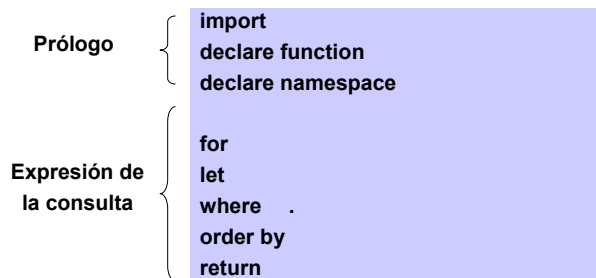 Prólogo
import
declare function
declare namespace
Expresión de
la consulta
for
let
where .
order by
return